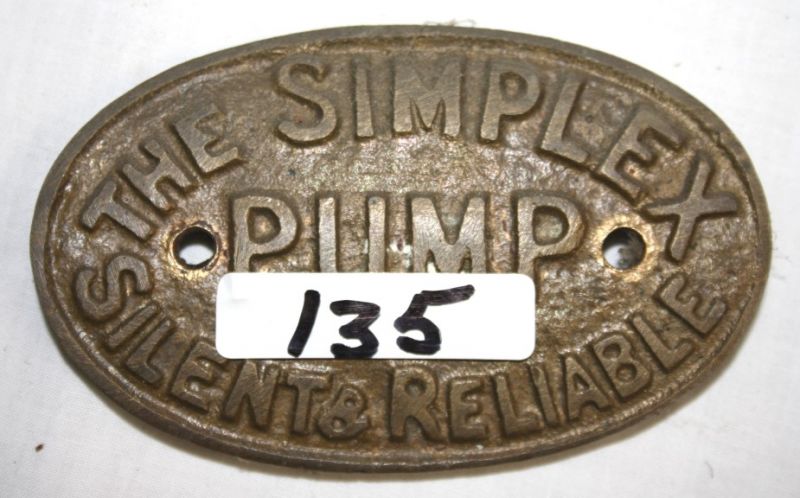 THE SIMPLEX
PUMP
135
SILENT & RELIABLE